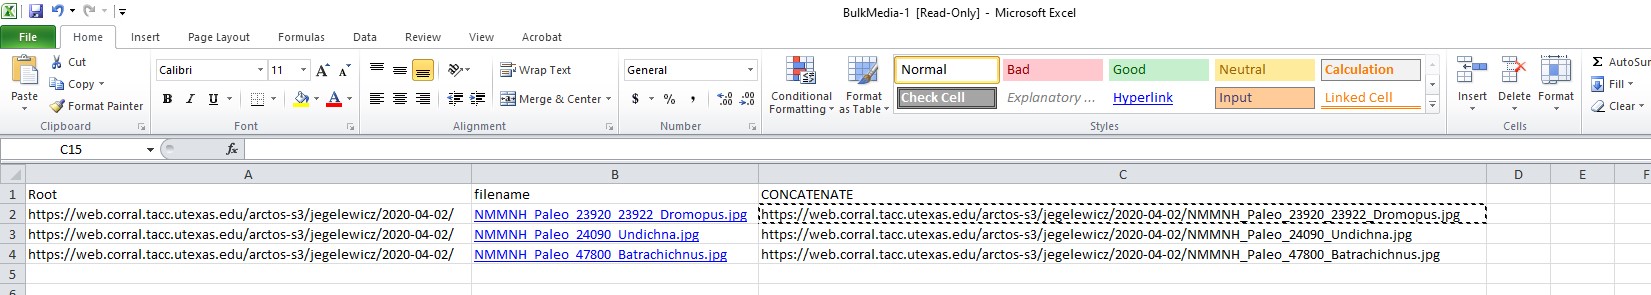 BulkMedia-1 [Read-Only] - Microsoft Excel
File Home Insert Page Layout Formulas Data Review View Acrobat
Paste
Cut
Copy
Format Painter
Clipboard
Calibri 11 A A
B I U A
Font
Wrap Text
Merge & Center
Alignment
General
$ % , .00 .0
Number
Conditional Formatting
Format as Table
Normal Bad Good Neutral Calculation
Check Cell Explanatory ... Hyperlink Input Linked Cell
Styles
Insert Delete Format
Cells
Σ AutoSum
Fill
Clear
C15 fx
A B C D E F
1 Root filename CONCATENATE
2 https://web.corral.tacc.utexas.edu/arctos-s3/jegelewicz/2020-04-02/ NMMNH_Paleo_23920_23922_Dromopus.jpg https://web.corral.tacc.utexas.edu/arctos-s3/jegelewicz/2020-04-02/NMMNH_Paleo_23920_23922_Dromopus.jpg
3 https://web.corral.tacc.utexas.edu/arctos-s3/jegelewicz/2020-04-02/ NMMNH_Paleo_24090_Undichna.jpg https://web.corral.tacc.utexas.edu/arctos-s3/jegelewicz/2020-04-02/NMMNH_Paleo_24090_Undichna.jpg
4 https://web.corral.tacc.utexas.edu/arctos-s3/jegelewicz/2020-04-02/ NMMNH_Paleo_47800_Batrachichnus.jpg https://web.corral.tacc.utexas.edu/arctos-s3/jegelewicz/2020-04-02/NMMNH_Paleo_47800_Batrachichnus.jpg
5